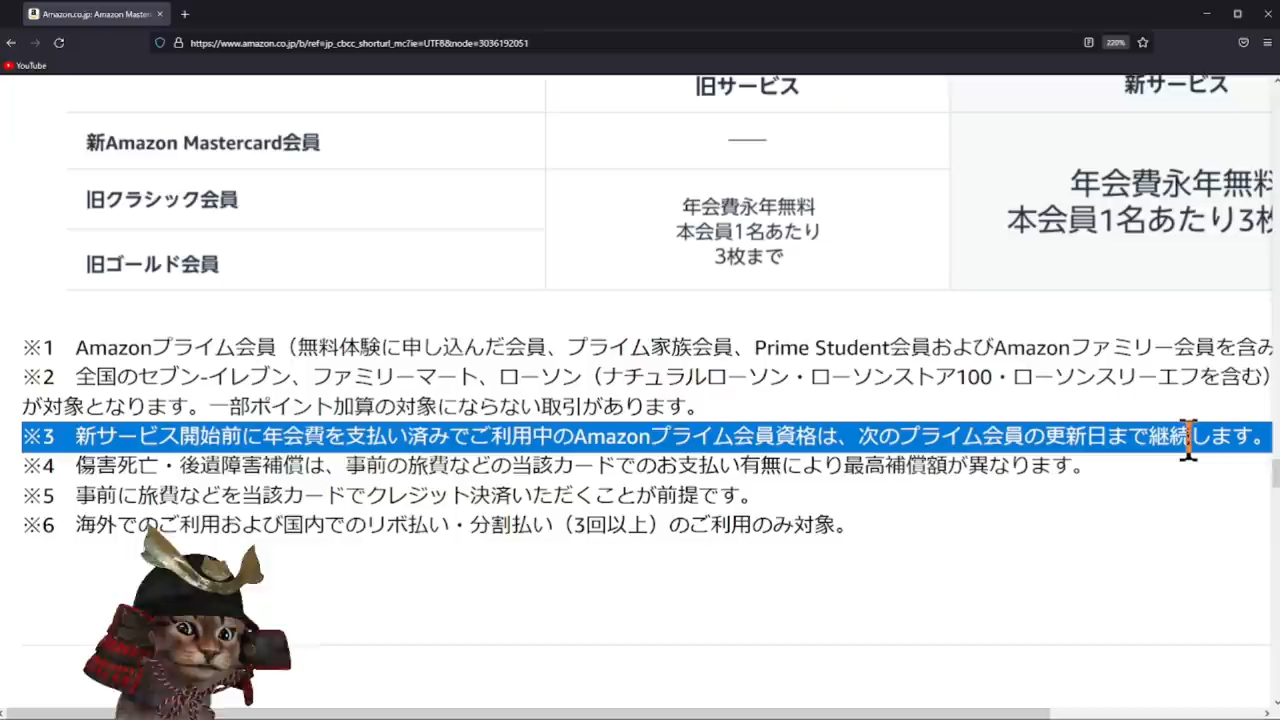 Amazon.co.jp: Amazon Master
https://www.amazon.co.jp/b/ref=jp_cbcc_shorturl_mc?ie=UTF8&node=3036192051
220%
YouTube
旧サービス
新サービス
新Amazon Mastercard会員
旧クラシック会員
旧ゴールド会員
年会費永年無料
本会員1名あたり
3枚まで
年会費永年無料
本会員1名あたり3枚
※1 Amazonプライム会員（無料体験に申し込んだ会員、プライム家族会員、Prime Student会員およびAmazonファミリー会員を含み
※2 全国のセブン-イレブン、ファミリーマート、ローソン（ナチュラルローソン・ローソンストア100・ローソンスリーエフを含む）
が対象となります。一部ポイント加算の対象にならない取引があります。
※3 新サービス開始前に年会費を支払い済みでご利用中のAmazonプライム会員資格は、次のプライム会員の更新日まで継続します。
※4 傷害死亡・後遺障害補償は、事前の旅費などの当該カードでのお支払い有無により最高補償額が異なります。
※5 事前に旅費などを当該カードでクレジット決済いただくことが前提です。
※6 海外でのご利用および国内でのリボ払い・分割払い（3回以上）のご利用のみ対象。